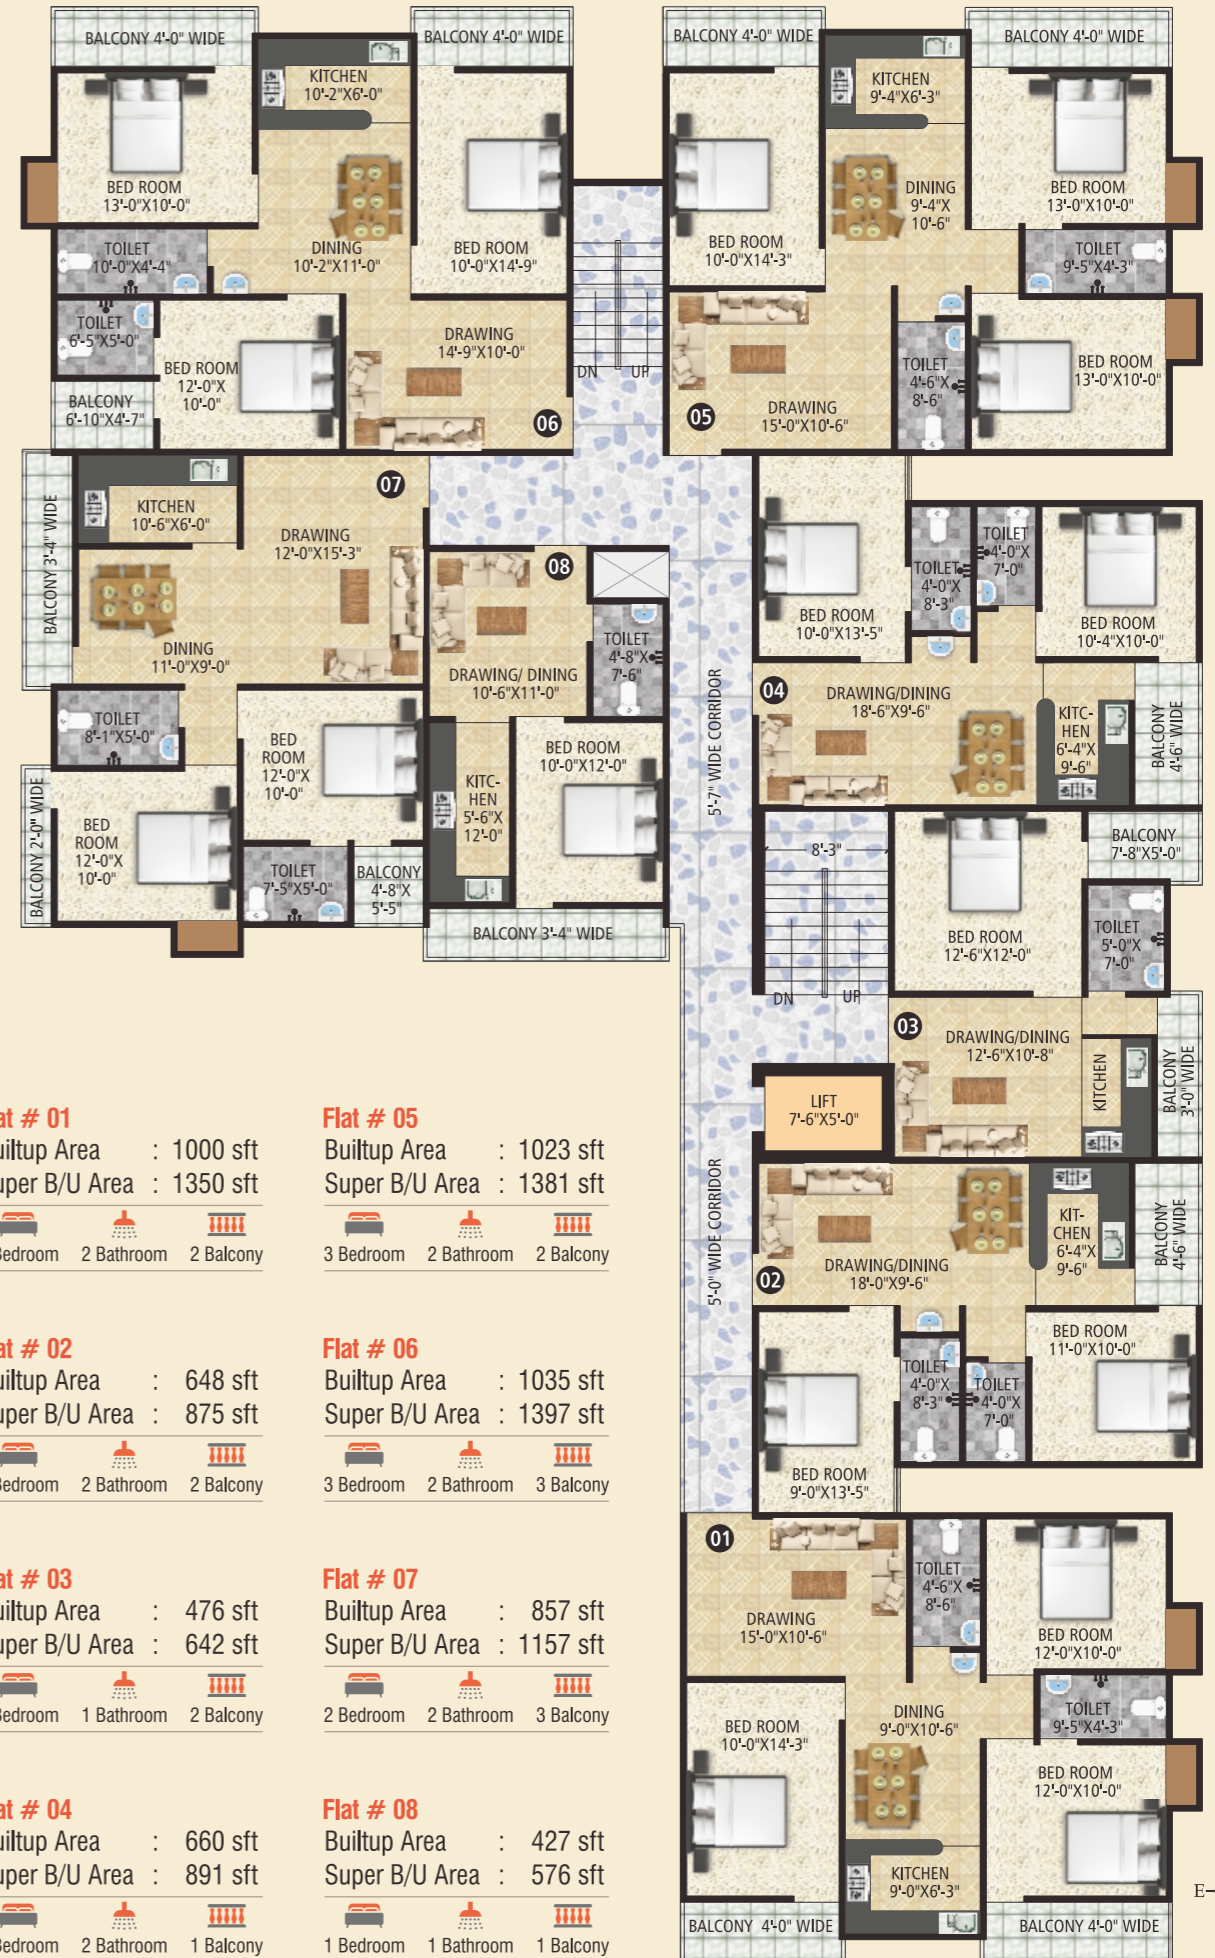 BALCONY 4'-0" WIDE
BALCONY 4'-0" WIDE
BALCONY 4'-0" WIDE
BALCONY 4'-0" WIDE
KITCHEN
10'-2"X6'-0"
BED ROOM
13'-0"X10'-0"
TOILET
10'-0"X4'-4"
DINING
10'-2"X11'-0"
BED ROOM
10'-0"X14'-9"
TOILET
6'-5"X5'-0"
BED ROOM
12'-0"X
10'-0"
BALCONY
6'-10"X4'-7"
DRAWING
14'-9"X10'-0"
06
DN
UP
KITCHEN
9'-4"X6'-3"
DINING
9'-4"X
10'-6"
BED ROOM
13'-0"X10'-0"
BED ROOM
10'-0"X14'-3"
TOILET
9'-5"X4'-3"
TOILET
4'-6"X
8'-6"
BED ROOM
13'-0"X10'-0"
05
DRAWING
15'-0"X10'-6"
BALCONY 3'-4" WIDE
KITCHEN
10'-6"X6'-0"
07
DRAWING
12'-0"X15'-3"
DINING
11'-0"X9'-0"
TOILET
8'-1"X5'-0"
BED
ROOM
12'-0"X
10'-0"
BALCONY 2'-0" WIDE
BED
ROOM
12'-0"X
10'-0"
TOILET
7'-5"X5'-0"
BALCONY
4'-8"X
5'-5"
08
DRAWING/ DINING
10'-6"X11'-0"
TOILET
4'-8"X
7'-6"
KITC-
HEN
5'-6"X
12'-0"
BED ROOM
10'-0"X12'-0"
BALCONY 3'-4" WIDE
5'-7" WIDE CORRIDOR
BED ROOM
10'-0"X13'-5"
TOILET
4'-0"X
8'-3"
TOILET
4'-0"X
7'-0"
BED ROOM
10'-4"X10'-0"
04
DRAWING/DINING
18'-6"X9'-6"
KITC-
HEN
6'-4"X
9'-6"
BALCONY
4'-6" WIDE
8'-3"
DN
UP
BALCONY
7'-8"X5'-0"
BED ROOM
12'-6"X12'-0"
TOILET
5'-0"X
7'-0"
03
DRAWING/DINING
12'-6"X10'-8"
KITCHEN
BALCONY
3'-0" WIDE
LIFT
7'-6"X5'-0"
5'-0" WIDE CORRIDOR
02
DRAWING/DINING
18'-0"X9'-6"
KIT-
CHEN
6'-4"X
9'-6"
BALCONY
4'-6" WIDE
BED ROOM
9'-0"X13'-5"
TOILET
4'-0"X
8'-3"
TOILET
4'-0"X
7'-0"
BED ROOM
11'-0"X10'-0"
01
DRAWING
15'-0"X10'-6"
TOILET
4'-6"X
8'-6"
BED ROOM
12'-0"X10'-0"
BED ROOM
10'-0"X14'-3"
DINING
9'-0"X10'-6"
TOILET
9'-5"X4'-3"
BED ROOM
12'-0"X10'-0"
KITCHEN
9'-0"X6'-3"
BALCONY 4'-0" WIDE
BALCONY 4'-0" WIDE
E
at # 01
uiltup Area : 1000 sft
uper B/U Area : 1350 sft
Bedroom 2 Bathroom 2 Balcony
at # 02
uiltup Area : 648 sft
uper B/U Area : 875 sft
Bedroom 2 Bathroom 2 Balcony
at # 03
uiltup Area : 476 sft
uper B/U Area : 642 sft
Bedroom 1 Bathroom 2 Balcony
at # 04
uiltup Area : 660 sft
uper B/U Area : 891 sft
Bedroom 2 Bathroom 1 Balcony
Flat # 05
Builtup Area : 1023 sft
Super B/U Area : 1381 sft
3 Bedroom 2 Bathroom 2 Balcony
Flat # 06
Builtup Area : 1035 sft
Super B/U Area : 1397 sft
3 Bedroom 2 Bathroom 3 Balcony
Flat # 07
Builtup Area : 857 sft
Super B/U Area : 1157 sft
2 Bedroom 2 Bathroom 3 Balcony
Flat # 08
Builtup Area : 427 sft
Super B/U Area : 576 sft
1 Bedroom 1 Bathroom 1 Balcony